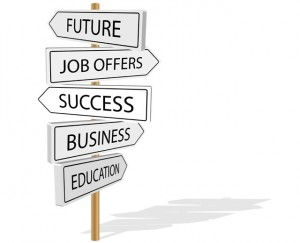 FUTURE
JOB OFFERS
SUCCESS
BUSINESS
EDUCATION